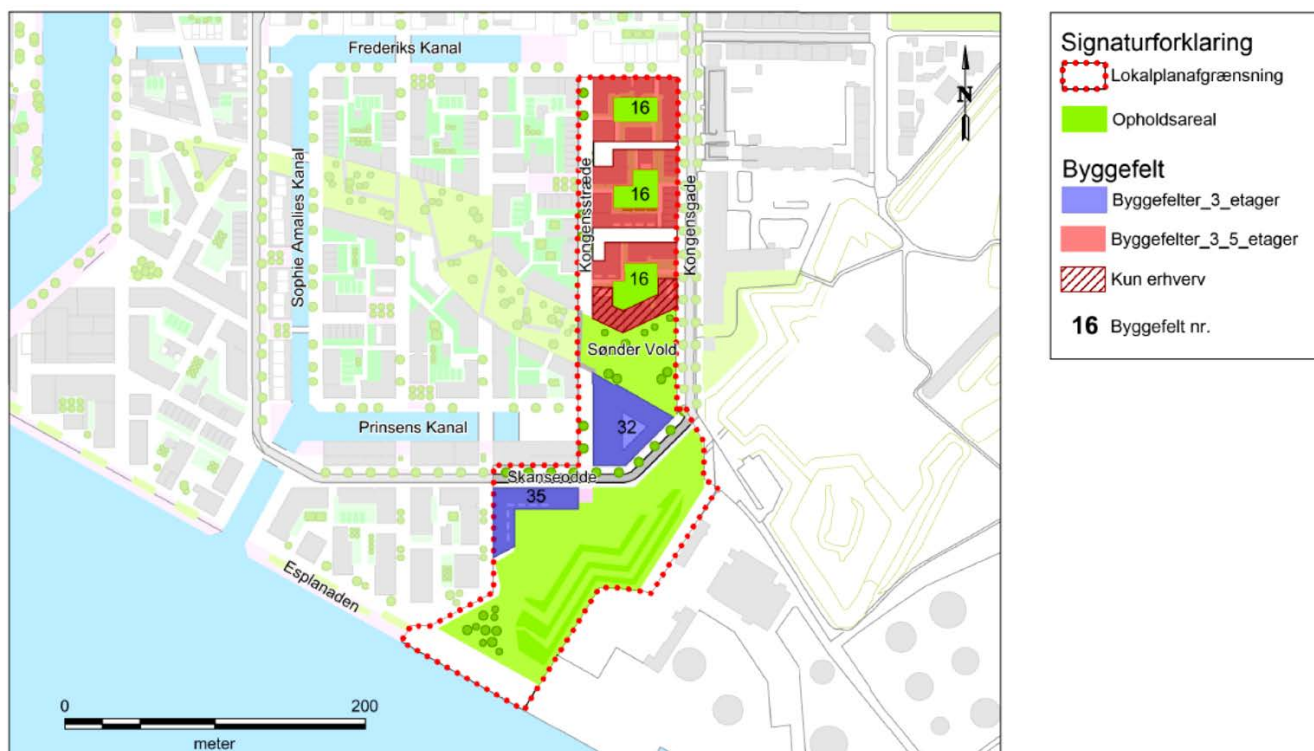 Frederiks Kanal
Sophie Amalies Kanal
Kongensstræde
Kongensgade
16
16
16
Sønder Vold
32
Prinsens Kanal
Skanseodde
35
Esplanaden
N
0
200
meter
Signaturforklaring
Lokalplanafgrænsning
Opholdsareal
Byggefelt
Byggefelter_3_etager
Byggefelter_3_5_etager
Kun erhverv
16 Byggefelt nr.